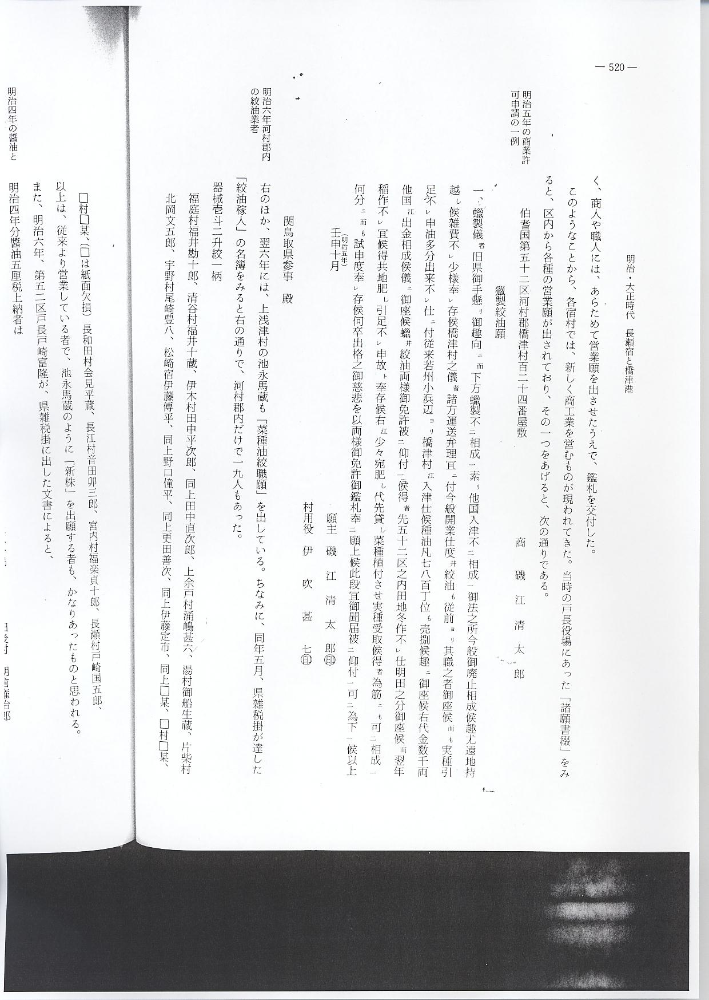 — 520 —
明治・大正時代　長瀬宿と橋津港
く、商人や職人には、あらためて営業願を出させたうえで、鑑札を交付した。
このようなことから、各宿村では、新しく商工業を営むものが現われてきた。当時の戸長役場にあった「諸願書綴」をみ
ると、区内から各種の営業願が出されており、その一つをあげると、次の通りである。
明治五年の商業許
可申請の一例
伯耆国第五十二区河村郡橋津村百二十四番屋敷
商　磯江清太郎
獵製絞油願
一、蠟製儀者旧県御手懸リ御趣向ニ而下方蠟製不ニ相成一素リ他国入津不ニ相成一御法之所今般御廃止相成候趣尤遠地持
越し候雑費不レ少様奉レ存候橋津村之儀者諸方運送弁理宜ニ付今般開業仕度井絞油も従前ヨリ其職之者御座候而も実種引
足不レ申油多分出来不レ仕ニ付従来若州小浜辺ヨリ橋津村江入津仕候種油凡七八百丁位も売捌候趣ニ御座候右代金数千両
他国江出金相成候儀ニ御座候蠟井絞油両様御免許被ニ仰付一候得者先五十二区之内田地冬作不レ仕明田之分御座候而翌年
稲作不レ宜候得共地肥し引足不レ申故ト奉存候右江少々宛肥し代先貸し菜種植付させ実種受取候得者為筋ニも可ニ相成一
何分ニ而も試申度奉レ存候何卒出格之御慈悲を以両様御免許御鑑札奉ニ願上候此段宜御聞届被ニ仰付一可ニ為下一候以上
（明治五年）
壬申十月
願主　磯江清太郎㊞
村用役　伊吹甚七㊞
関鳥取県参事　殿
明治六年河村郡内
の絞油業者
右のほか、翌六年には、上浅津村の池永馬蔵も「菜種油絞職願」を出している。ちなみに、同年五月、県雑税掛が達した
「絞油稼人」の名簿をみると右の通りで、河村郡内だけで一九人もあった。
器械壱斗二升絞一柄
福庭村福井勘十郎、清谷村福井十蔵、伊木村田中平次郎、同上田中直次郎、上余戸村涌嶋甚六、湯村御船生蔵、片柴村
北岡文五郎、宇野村尾崎豊八、松崎宿伊藤傳平、同上野口僮平、同上更田善次、同上伊藤定市、同上□某、□村□某、
□村□某、（□は紙面欠損）長和田村会見平蔵、長江村音田卯三郎、宮内村福楽貞十郎、長瀬村戸崎国五郎、
以上は、従来より営業している者で、池永馬蔵のように「新株」を出願する者も、かなりあったものと思われる。
また、明治六年、第五二区戸長戸崎富隆が、県雑税掛に出した文書によると、
明治四年の醬油と
明治四年分醬油五厘税上納者は